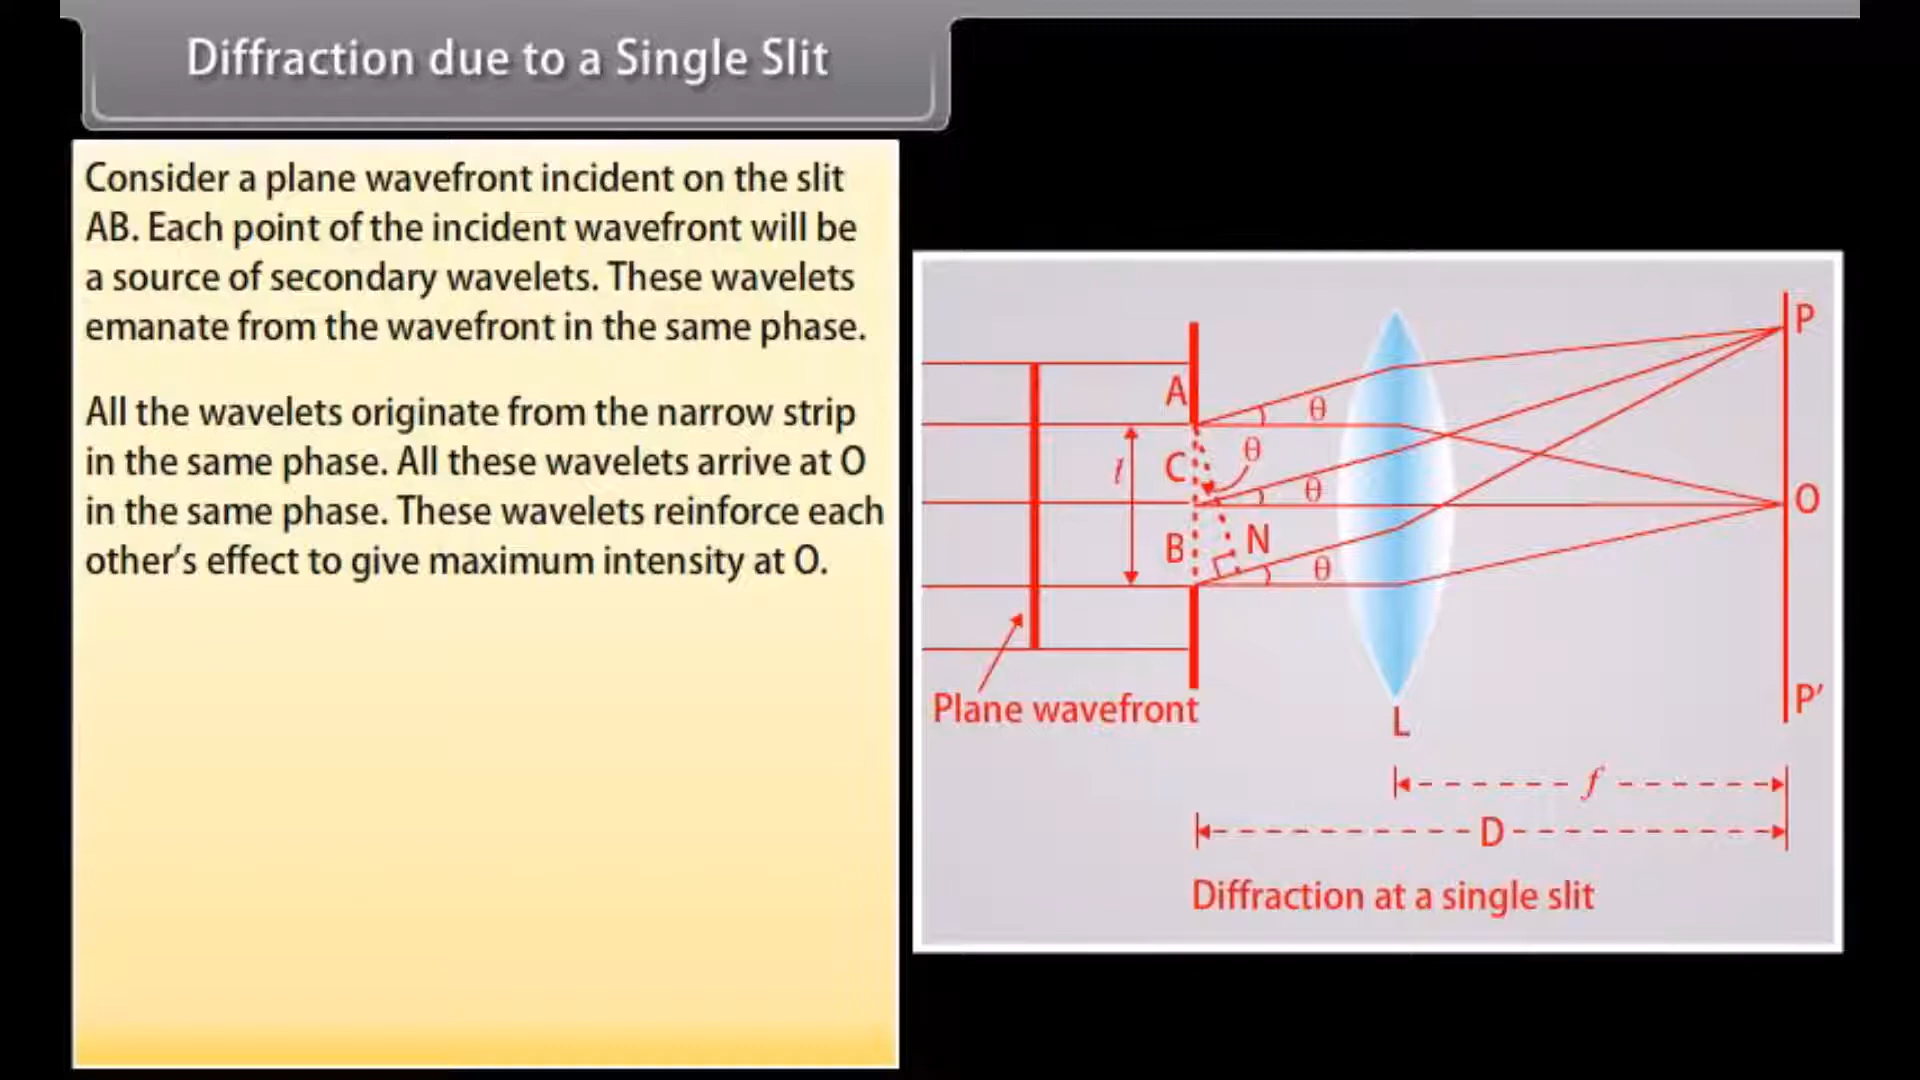 Diffraction due to a Single Slit
Consider a plane wavefront incident on the slit
AB. Each point of the incident wavefront will be
a source of secondary wavelets. These wavelets
emanate from the wavefront in the same phase.
All the wavelets originate from the narrow strip
in the same phase. All these wavelets arrive at O
in the same phase. These wavelets reinforce each
other's effect to give maximum intensity at O.
P
A
θ
θ
l
C
θ
O
B
N
θ
P'
Plane wavefront
L
f
D
Diffraction at a single slit